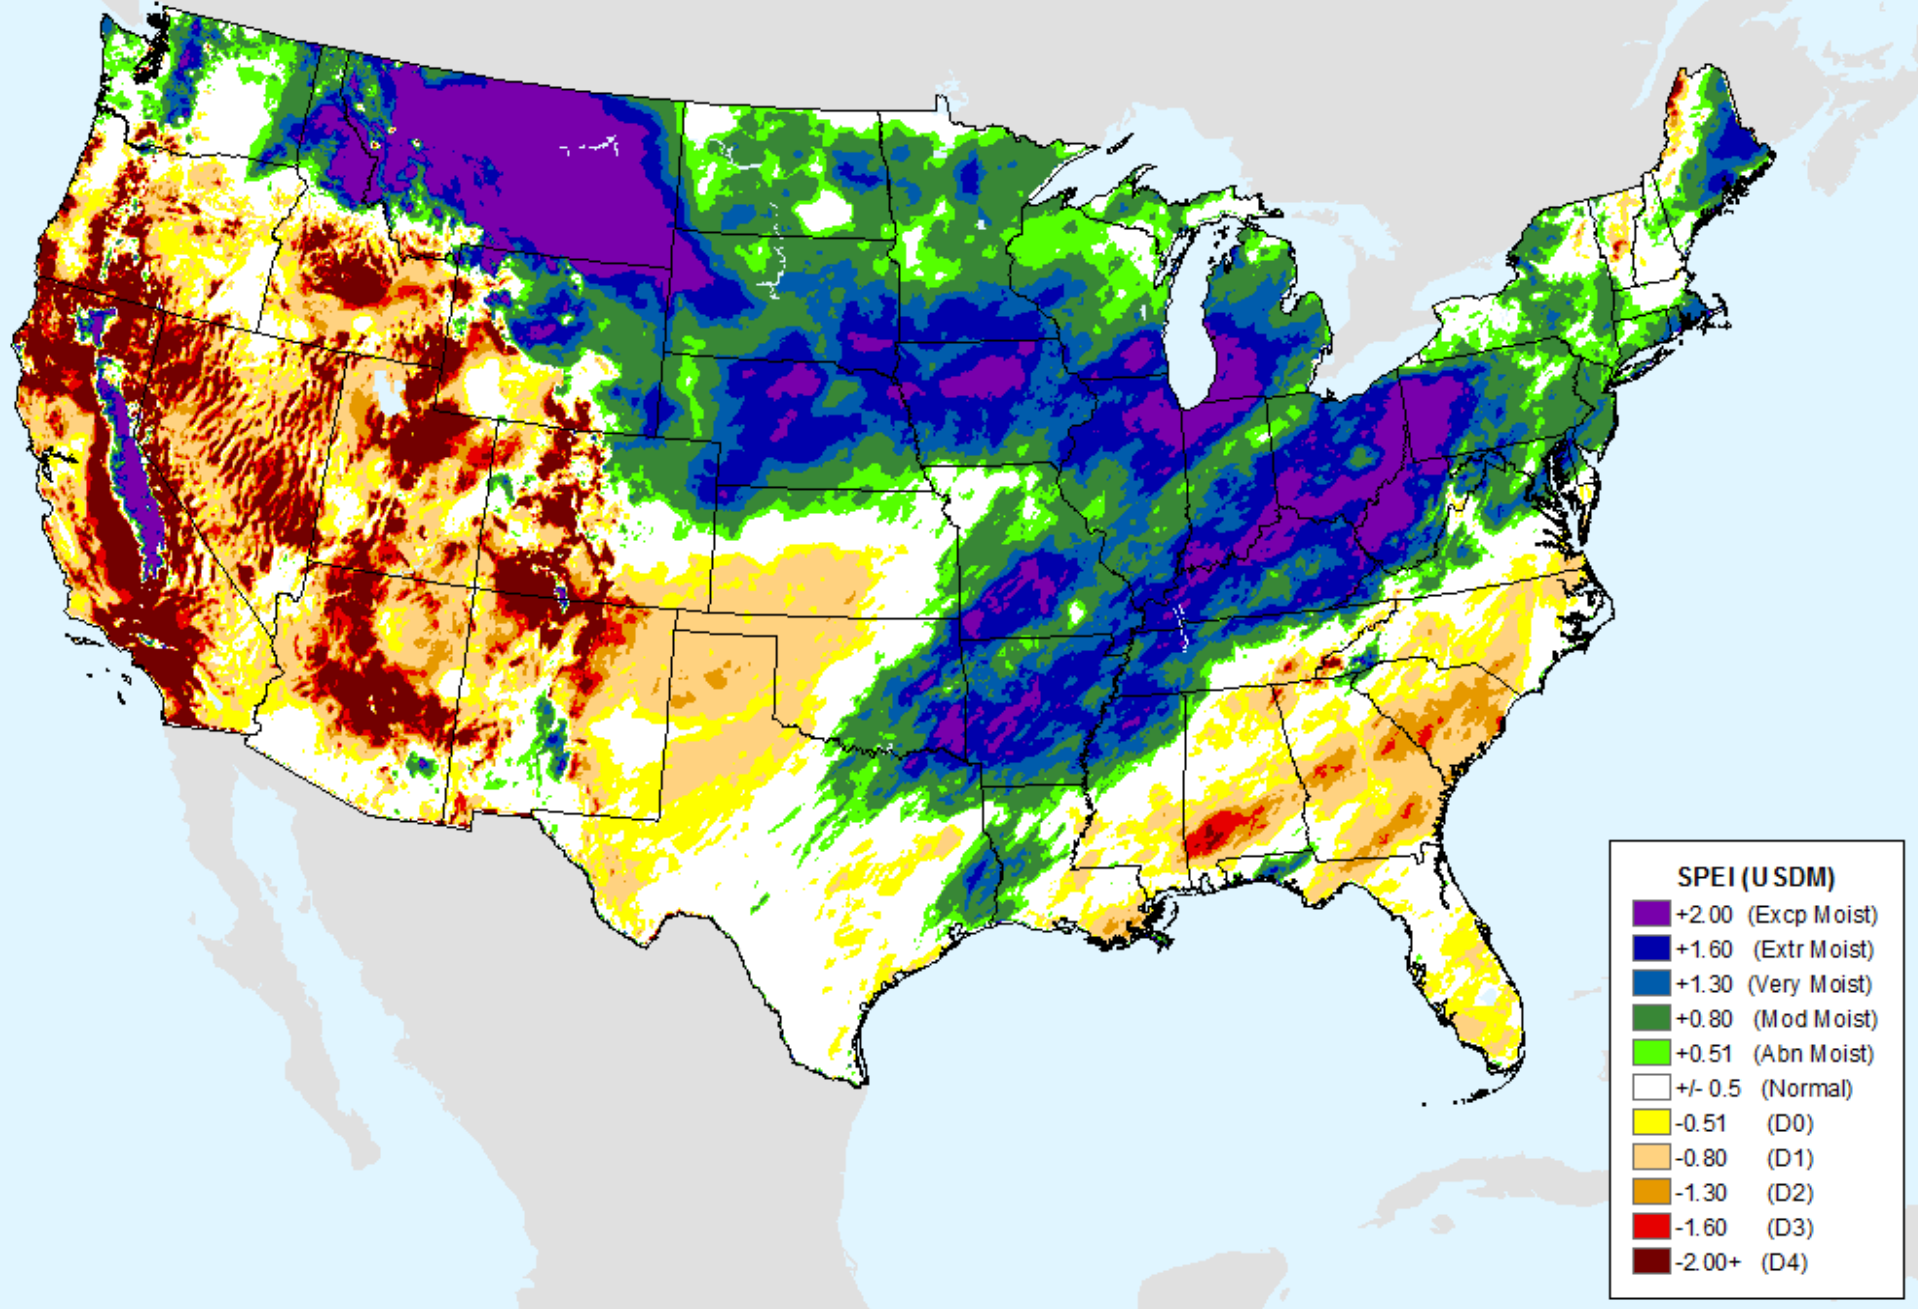 SPEI (USDM)
+2.00 (Excp Moist)
+1.60 (Extr Moist)
+1.30 (Very Moist)
+0.80 (Mod Moist)
+0.51 (Abn Moist)
+/- 0.5 (Normal)
-0.51 (D0)
-0.80 (D1)
-1.30 (D2)
-1.60 (D3)
-2.00+ (D4)